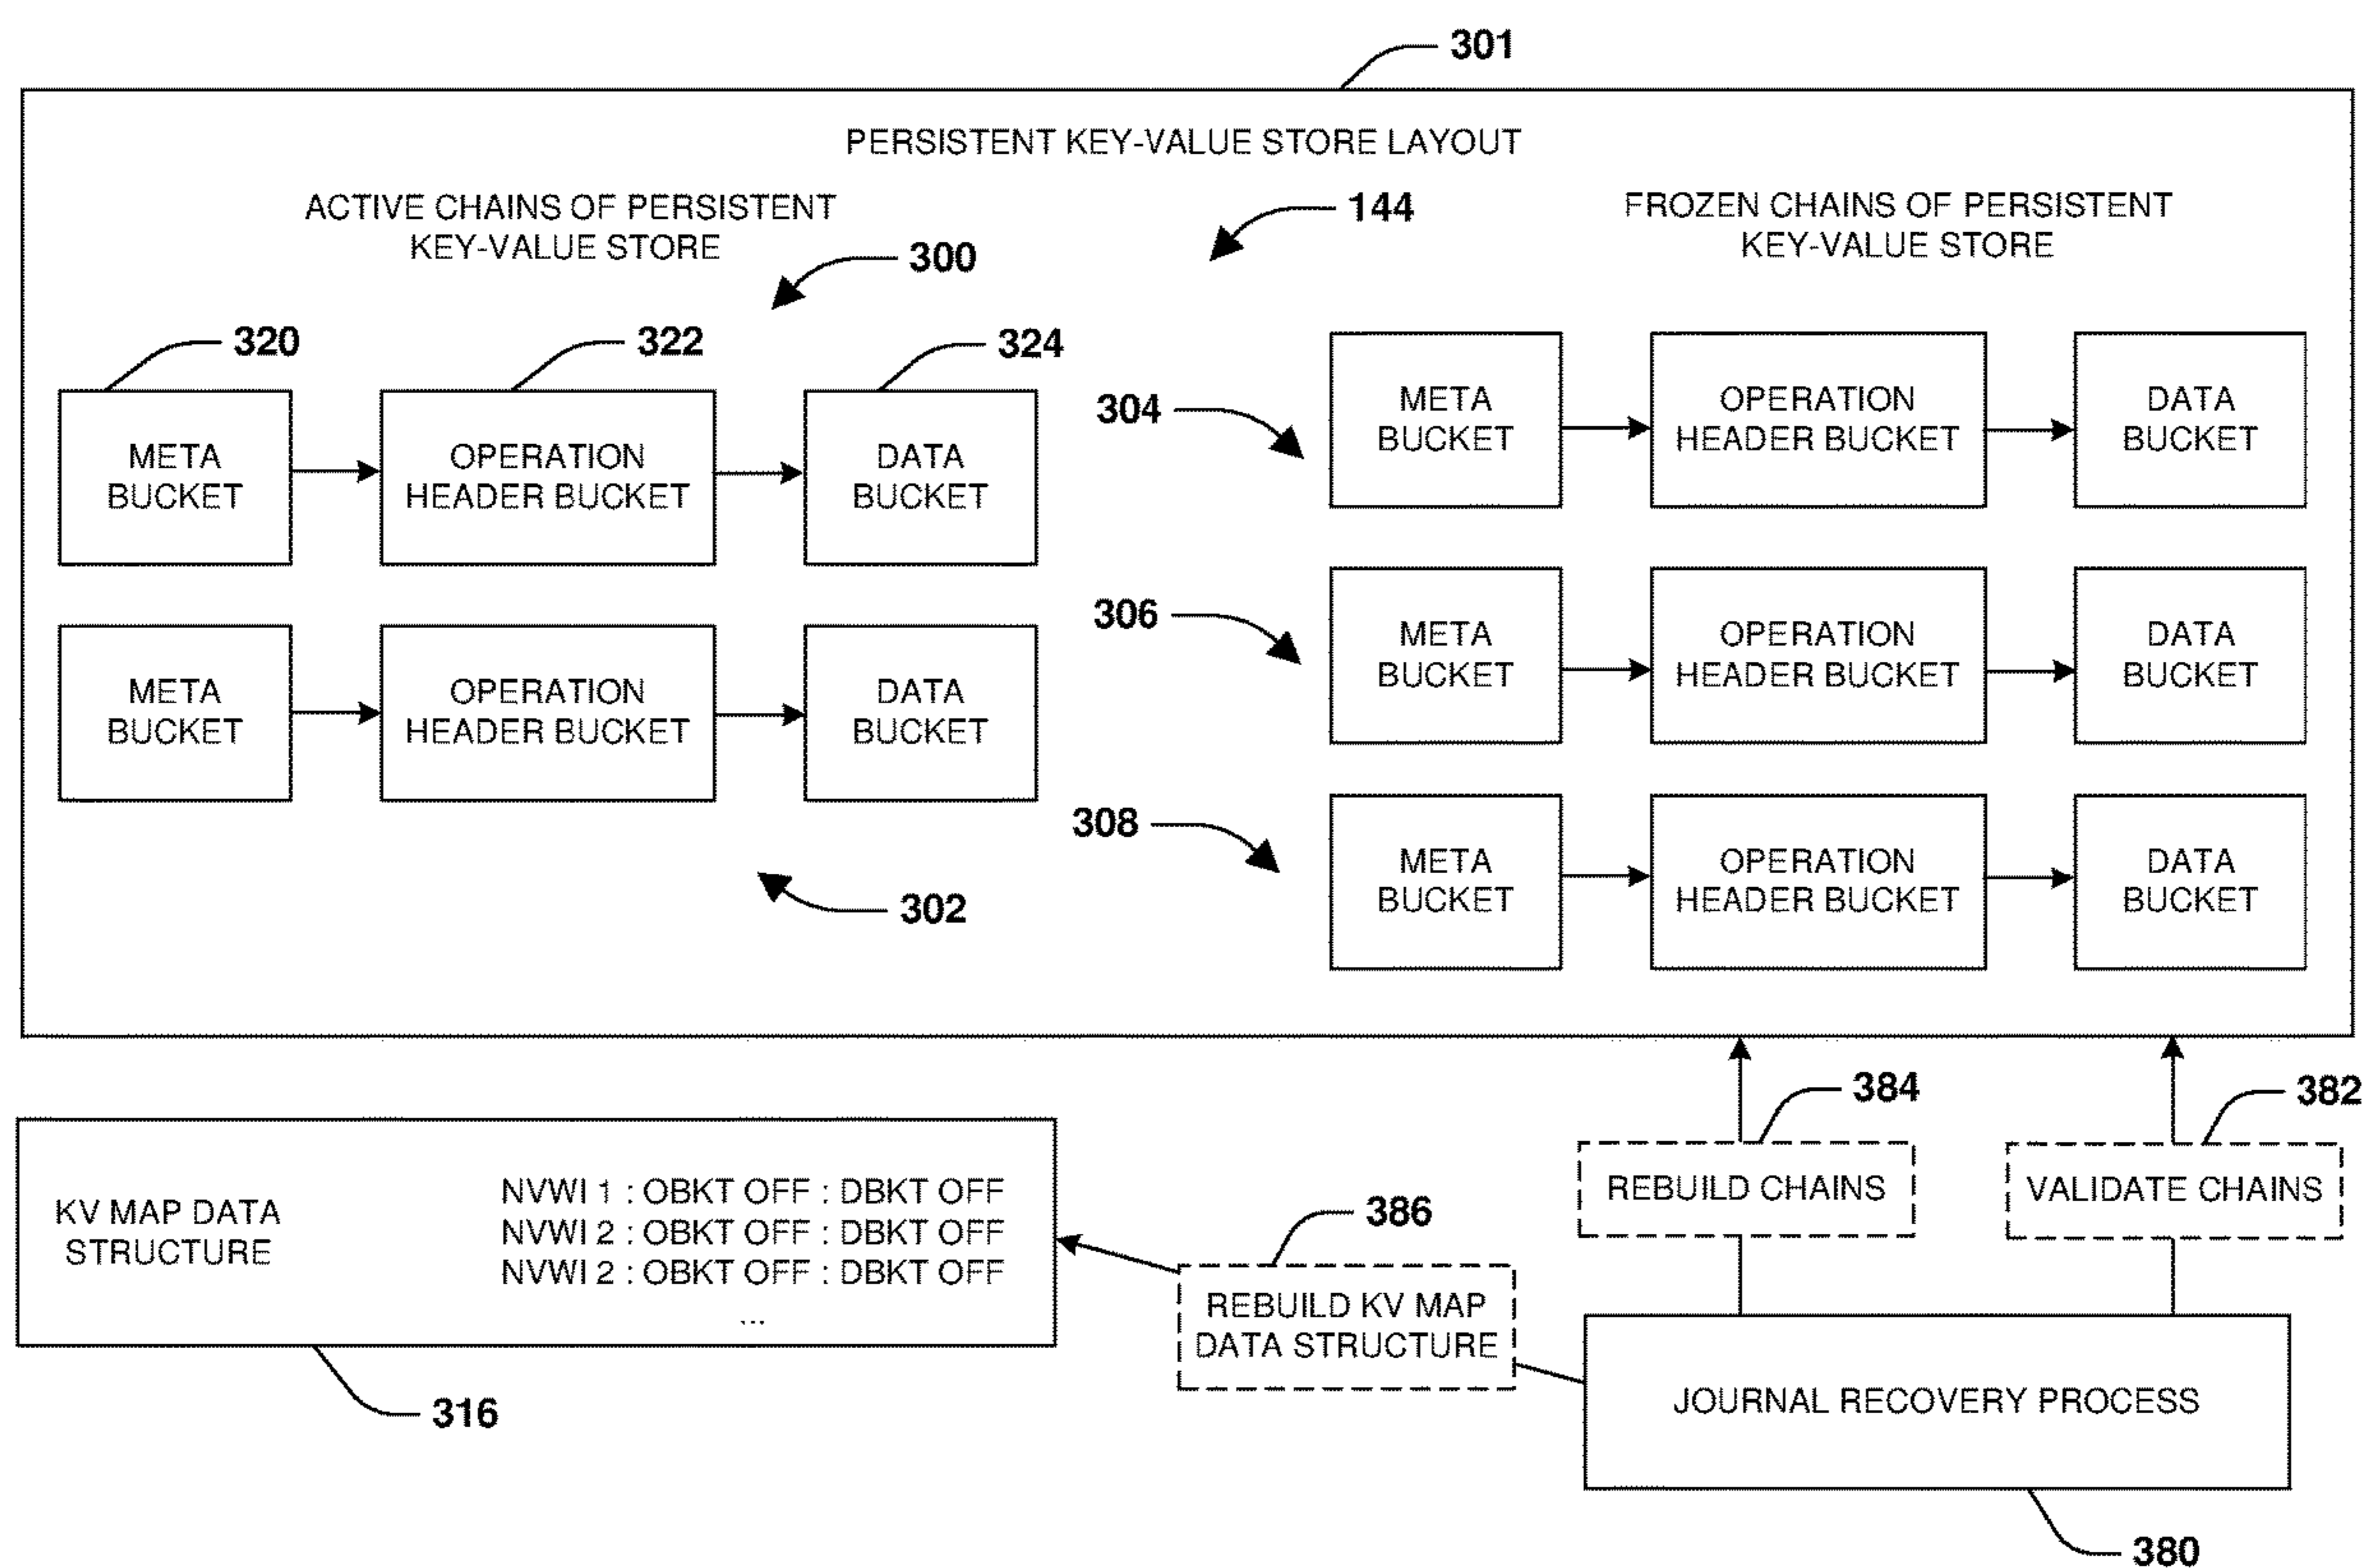 301
PERSISTENT KEY-VALUE STORE LAYOUT
ACTIVE CHAINS OF PERSISTENT
KEY-VALUE STORE
300
144
FROZEN CHAINS OF PERSISTENT
KEY-VALUE STORE
320
322
324
META
BUCKET
OPERATION
HEADER BUCKET
DATA
BUCKET
META
BUCKET
OPERATION
HEADER BUCKET
DATA
BUCKET
302
304
META
BUCKET
OPERATION
HEADER BUCKET
DATA
BUCKET
306
META
BUCKET
OPERATION
HEADER BUCKET
DATA
BUCKET
308
META
BUCKET
OPERATION
HEADER BUCKET
DATA
BUCKET
KV MAP DATA
STRUCTURE
NVWI 1 : OBKT OFF : DBKT OFF
NVWI 2 : OBKT OFF : DBKT OFF
NVWI 2 : OBKT OFF : DBKT OFF
...
316
386
REBUILD KV MAP
DATA STRUCTURE
384
REBUILD CHAINS
382
VALIDATE CHAINS
JOURNAL RECOVERY PROCESS
380